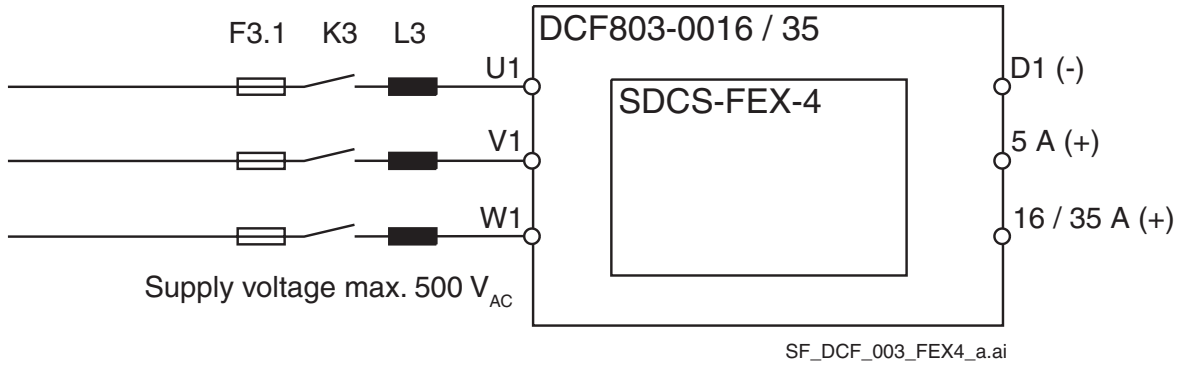 F3.1 K3 L3
DCF803-0016 / 35
U1
D1 (-)
SDCS-FEX-4
V1
5 A (+)
W1
16 / 35 A (+)
Supply voltage max. 500 VAC
SF_DCF_003_FEX4_a.ai